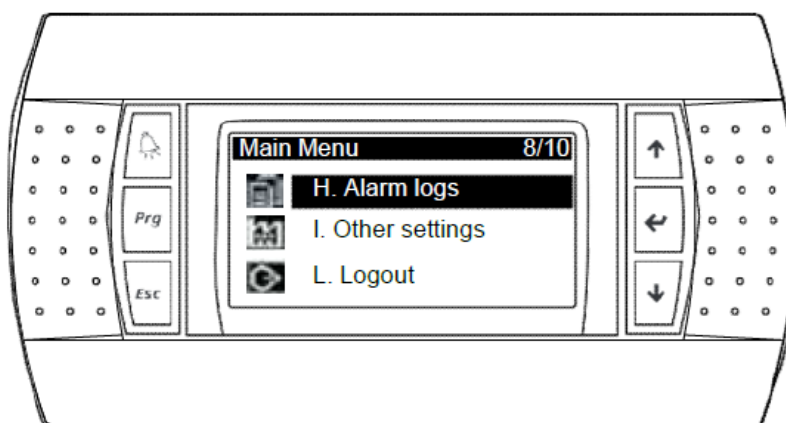 Main Menu 8/10
H. Alarm logs
Prg
I. Other settings
L. Logout
Esc